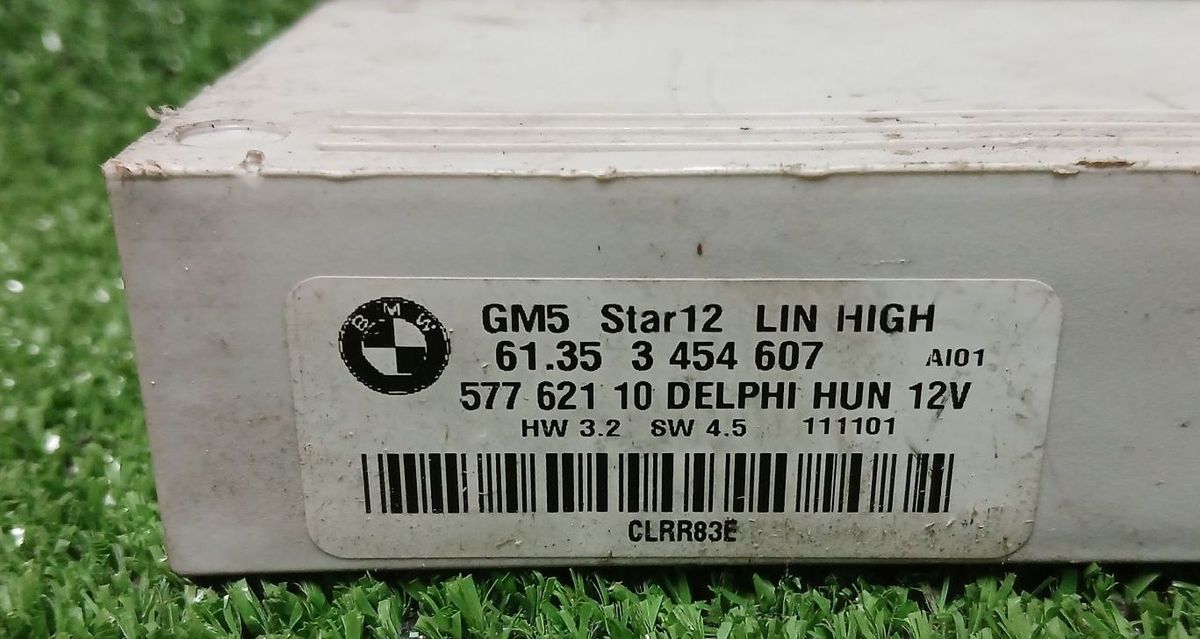 BMW
GM5 Star12 LIN HIGH
61.35 3 454 607 AI01
577 621 10 DELPHI HUN 12V
HW 3.2 SW 4.5 111101
CLRR83E